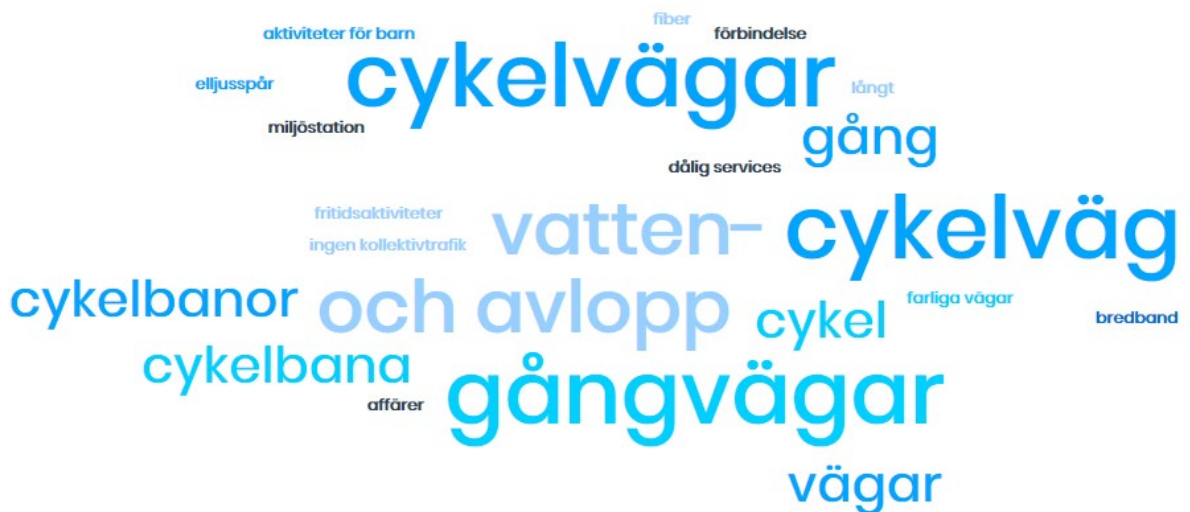 fiber
aktiviteter för barn
förbindelse
cykelvägar
elljusspår
långt
miljöstation
gång
dålig services
fritidsaktiviteter
vatten-
cykelväg
ingen kollektivtrafik
cykelbanor
och avlopp
cykel
farliga vägar
bredband
cykelbana
gångvägar
affärer
vägar